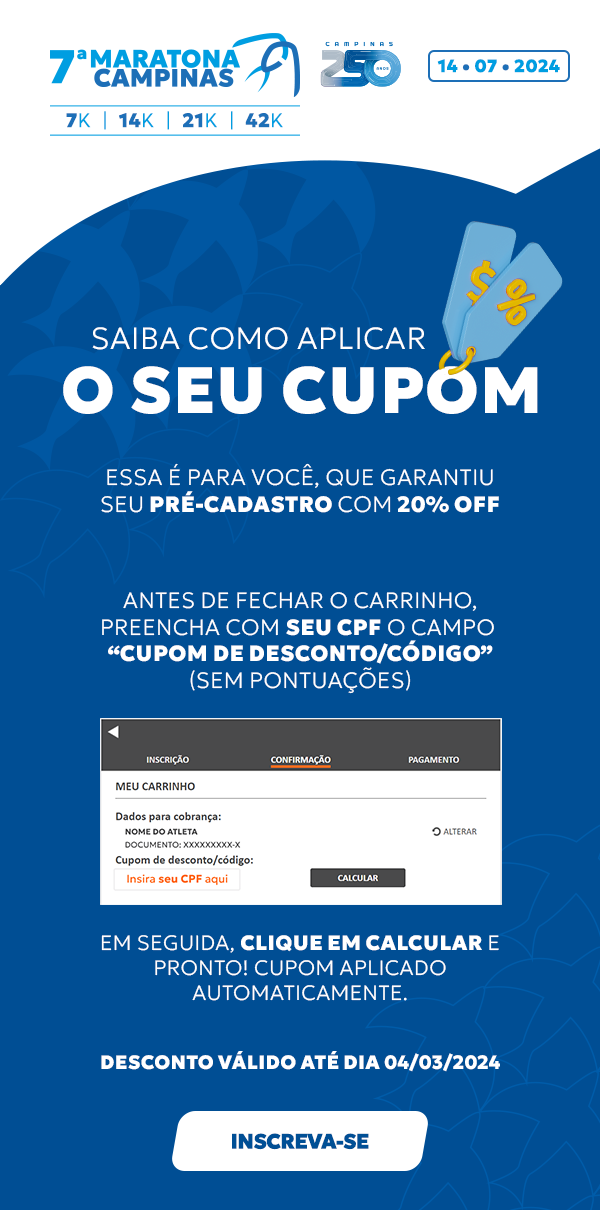 7ª MARATONA
CAMPINAS
CAMPINAS
250
ANOS
14 • 07 • 2024
7K | 14K | 21K | 42K
$
%
SAIBA COMO APLICAR
O SEU CUPOM
ESSA É PARA VOCÊ, QUE GARANTIU
SEU PRÉ-CADASTRO COM 20% OFF
ANTES DE FECHAR O CARRINHO,
PREENCHA COM SEU CPF O CAMPO
“CUPOM DE DESCONTO/CÓDIGO”
(SEM PONTUAÇÕES)
INSCRIÇÃO CONFIRMAÇÃO PAGAMENTO
MEU CARRINHO
Dados para cobrança:
NOME DO ATLETA
ALTERAR
DOCUMENTO: XXXXXXXXX-X
Cupom de desconto/código:
Insira seu CPF aqui
CALCULAR
EM SEGUIDA, CLIQUE EM CALCULAR E
PRONTO! CUPOM APLICADO
AUTOMATICAMENTE.
DESCONTO VÁLIDO ATÉ DIA 04/03/2024
INSCREVA-SE